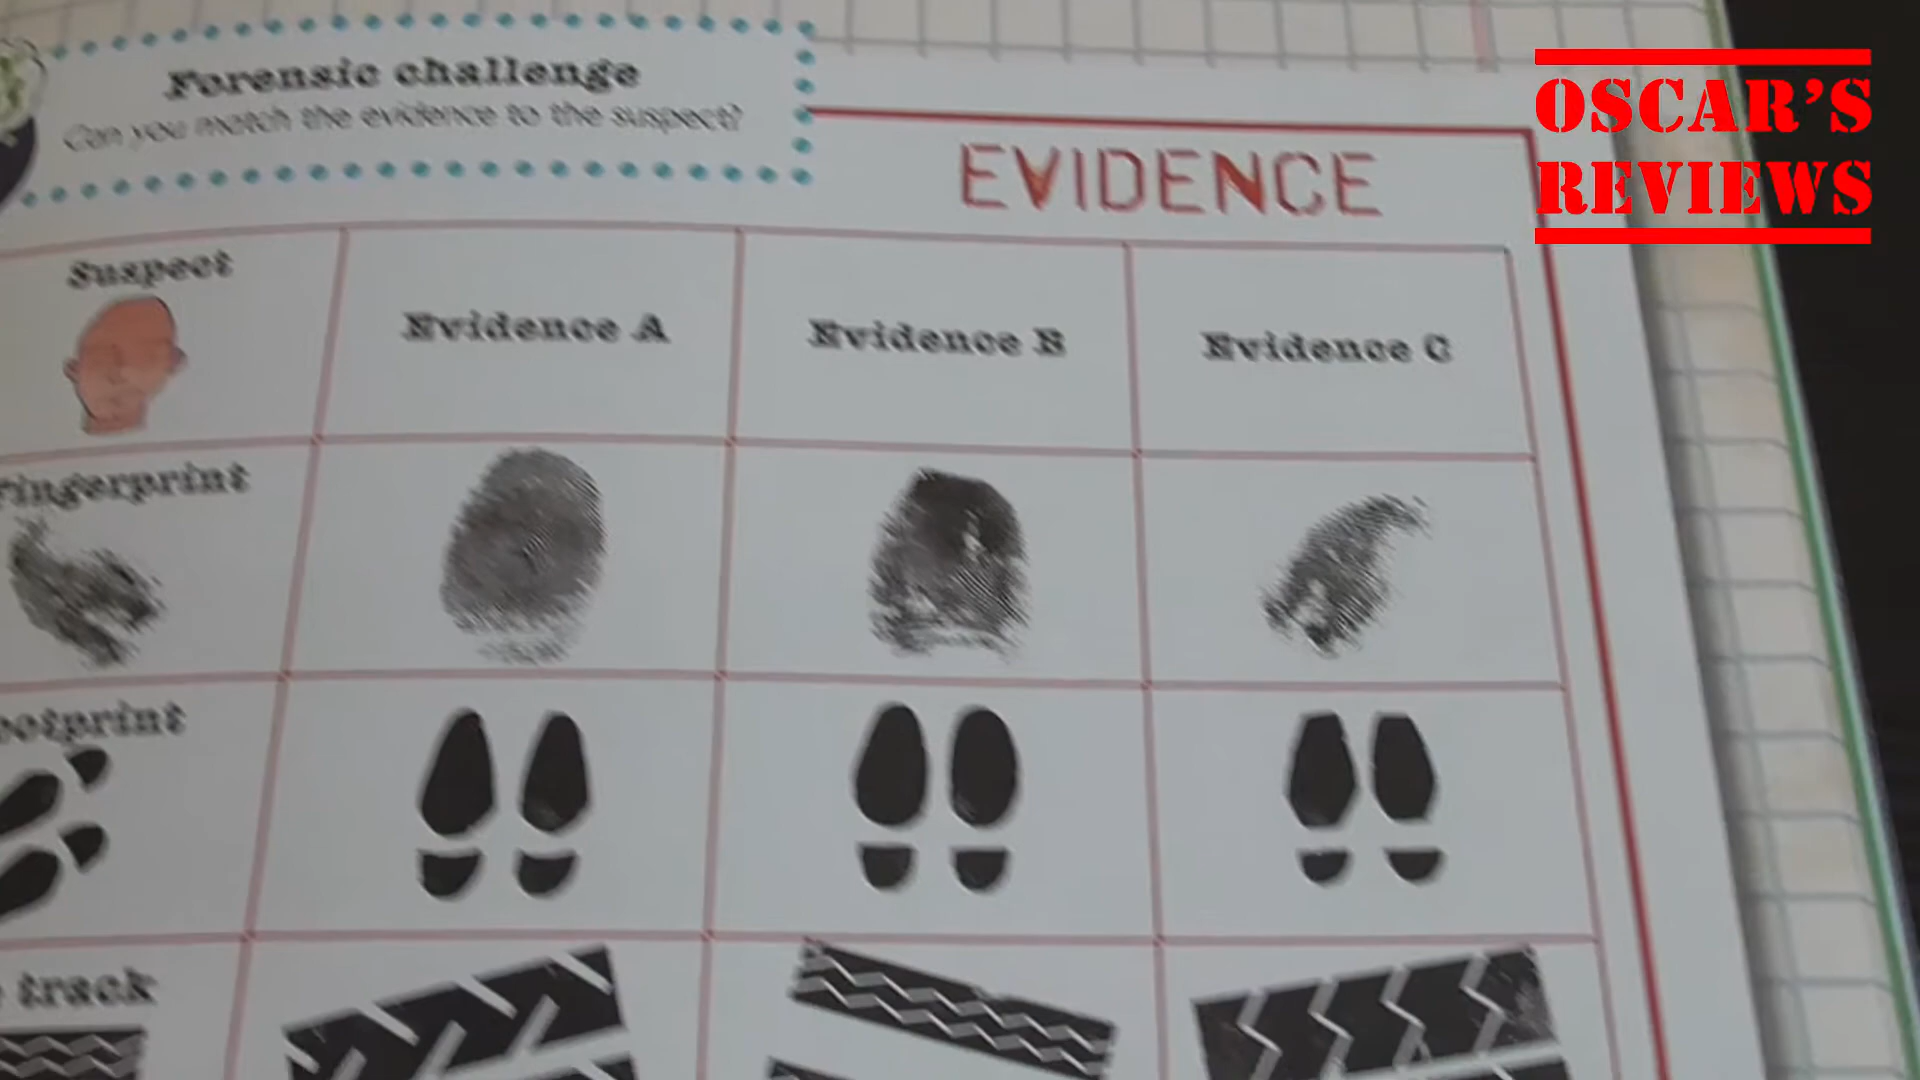 Forensic challenge
Can you match the evidence to the suspect?
OSCAR'S
REVIEWS
EVIDENCE
Suspect
Evidence A
Evidence B
Evidence C
ringerprint
ootprint
track